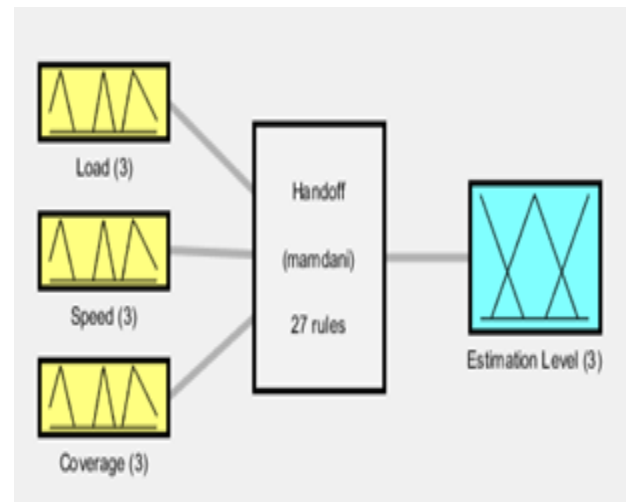 Load (3)
Speed (3)
Coverage (3)
Handoff
(mamdani)
27 rules
Estimation Level (3)